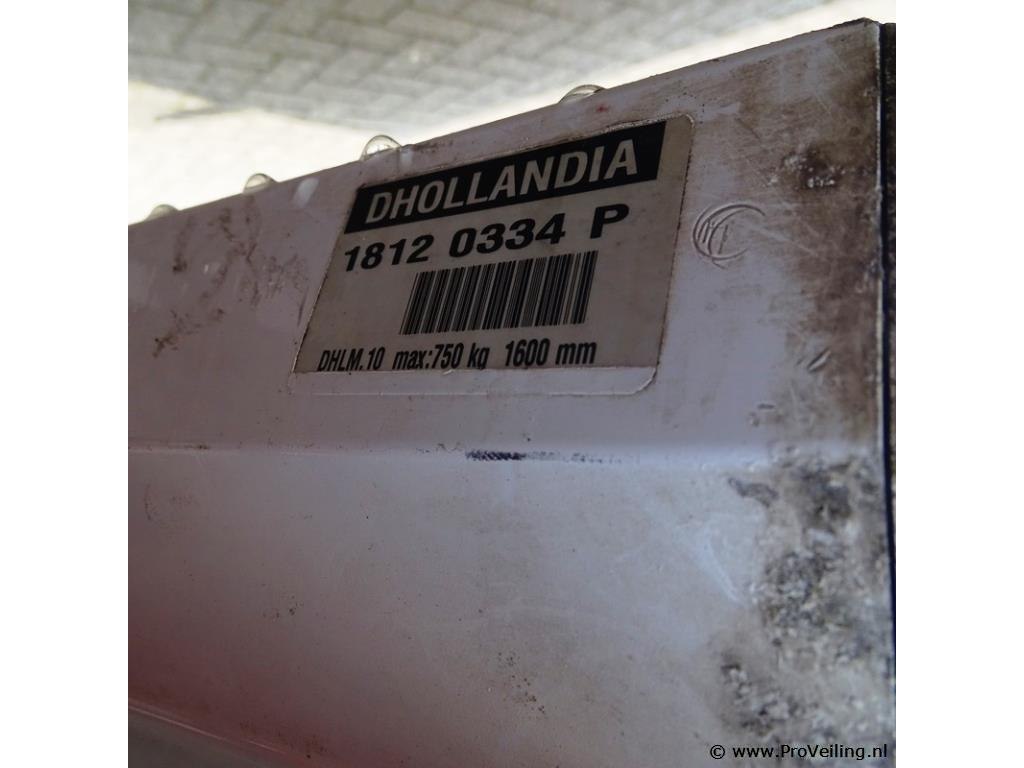 DHOLLANDIA
1812 0334 P
DHLM.10 max:750 kg 1600 mm
© www.ProVeiling.nl